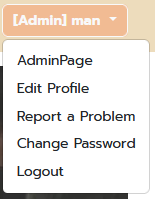 [Admin] man
AdminPage
Edit Profile
Report a Problem
Change Password
Logout